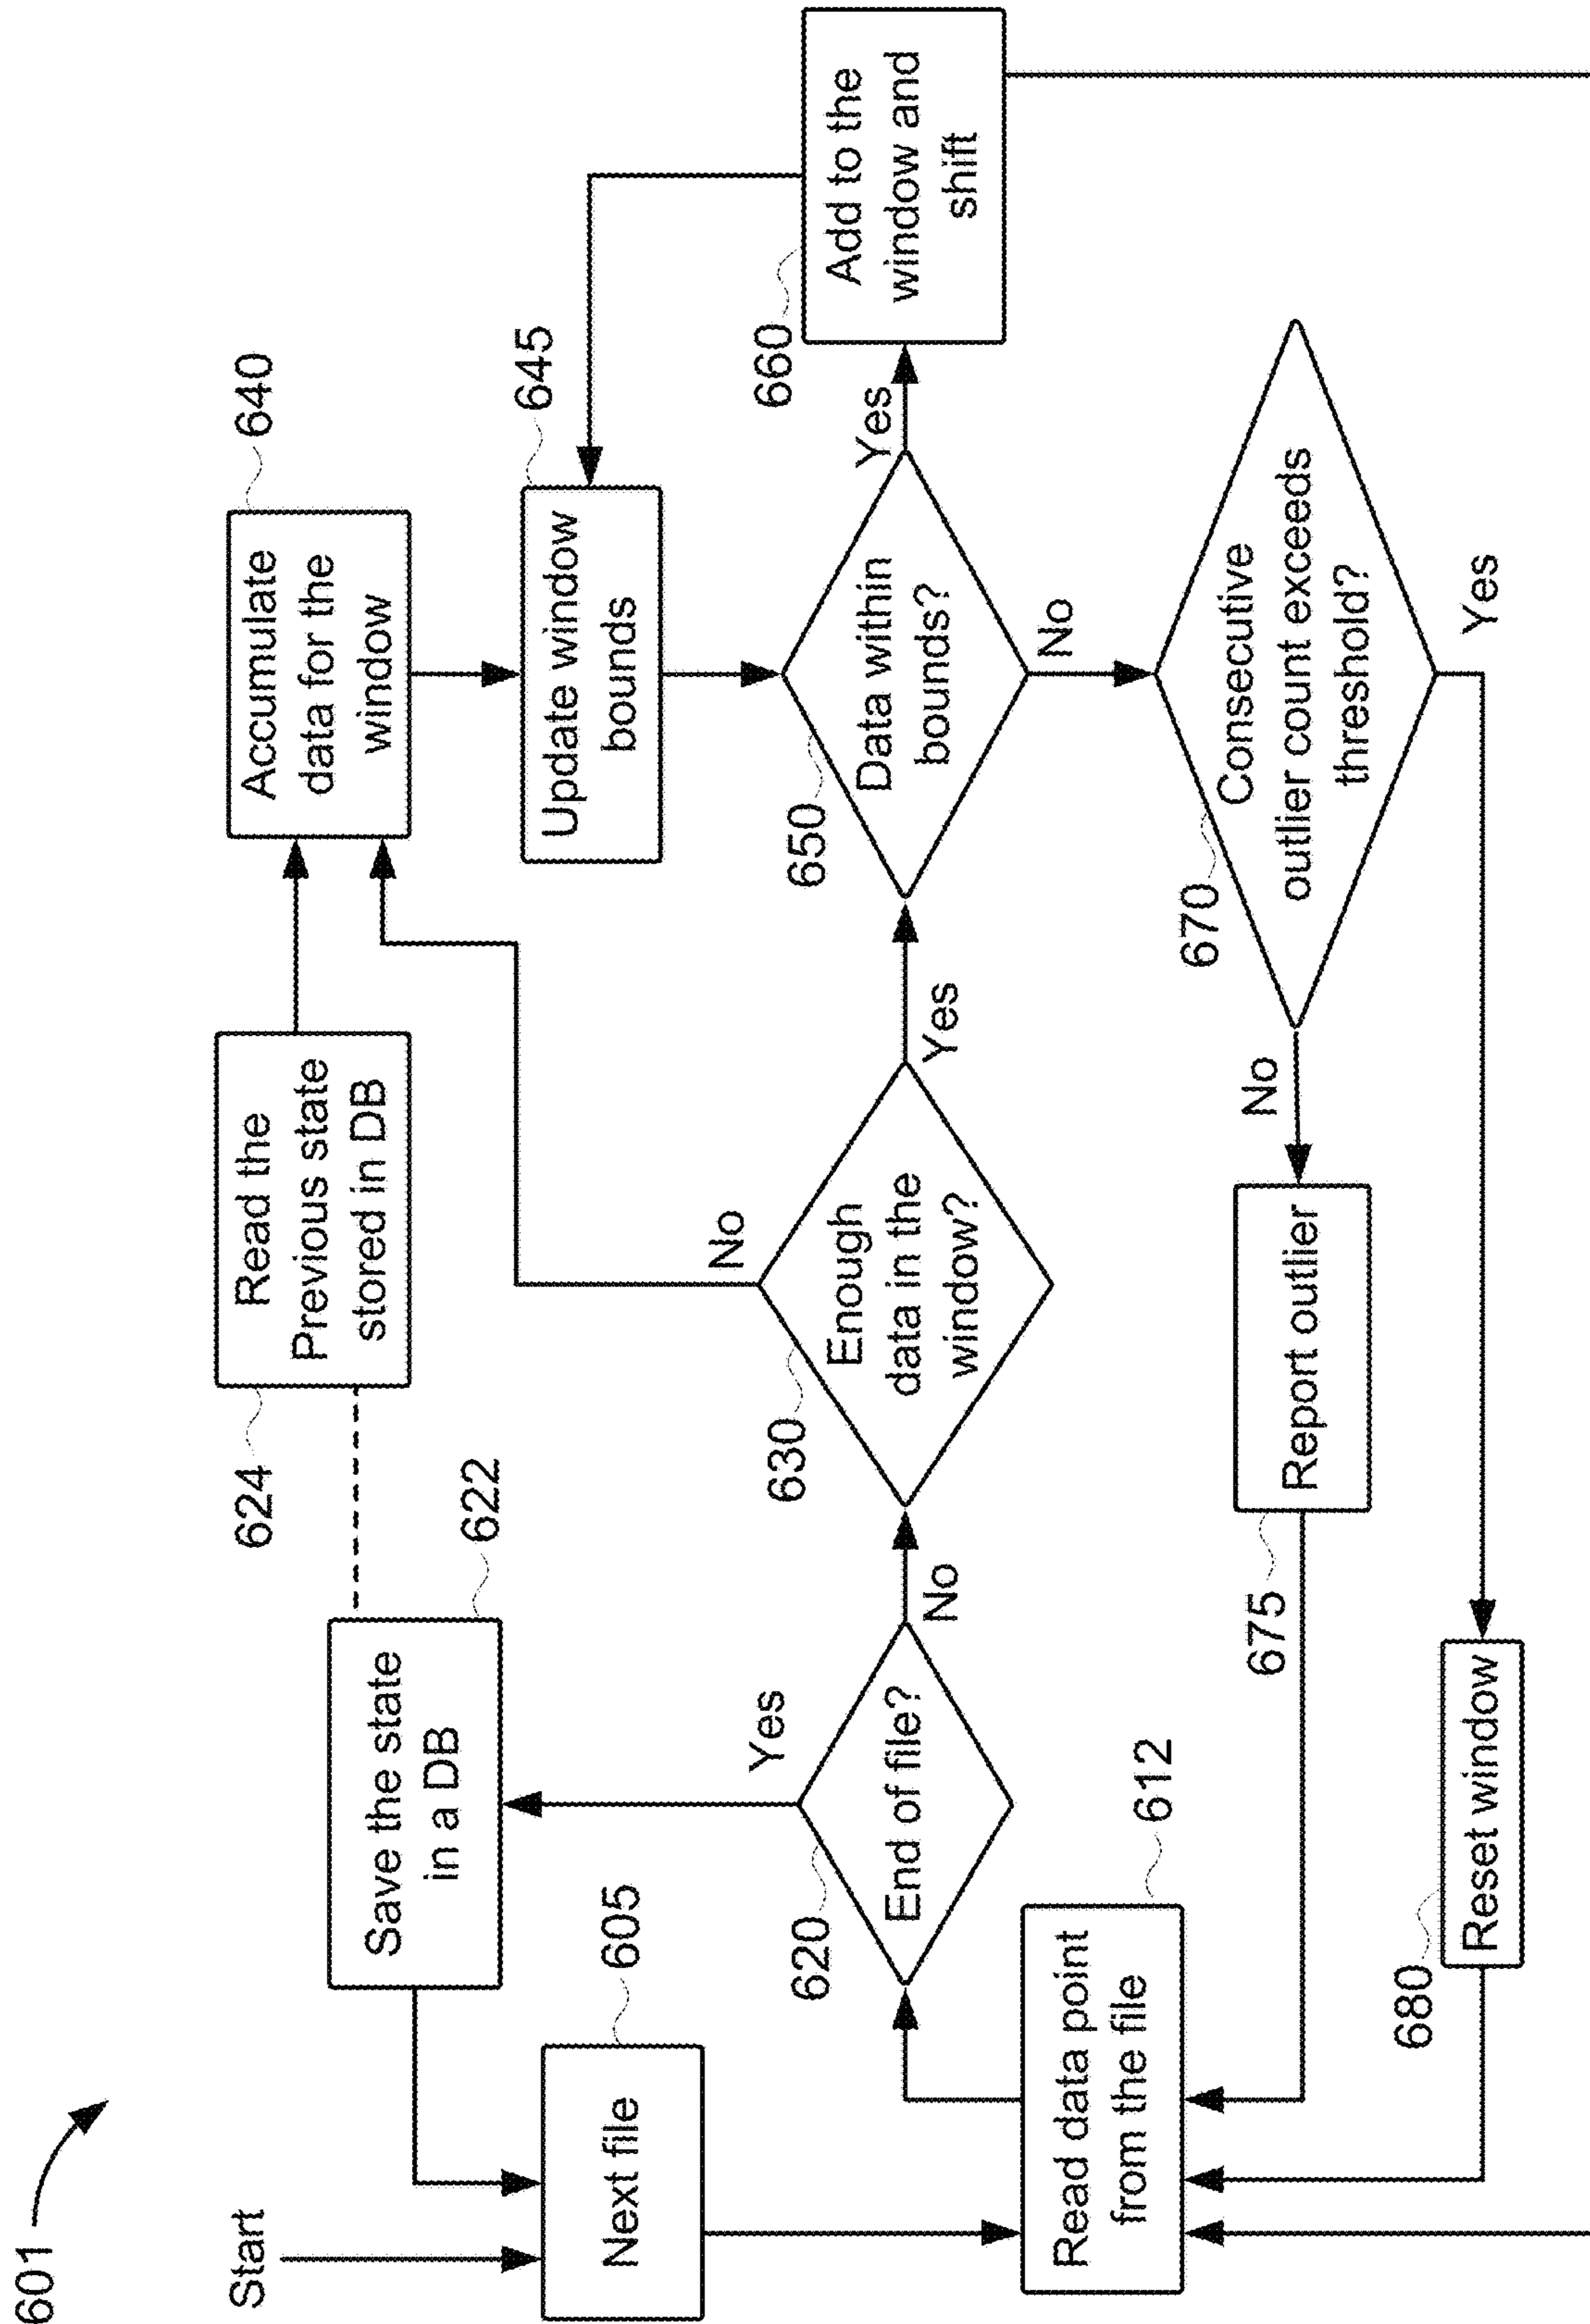 601
Start
Next file
605
Save the state
in a DB
622
624
Read the
Previous state
stored in DB
Accumulate
data for the
window
640
Update window
bounds
645
Read data point
from the file
612
620
End of file?
Yes
No
630
Enough
data in the
window?
No
Yes
650
Data within
bounds?
Yes
No
660
Add to the
window and
shift
670
Consecutive
outlier count exceeds
threshold?
No
Yes
675
Report outlier
680
Reset window